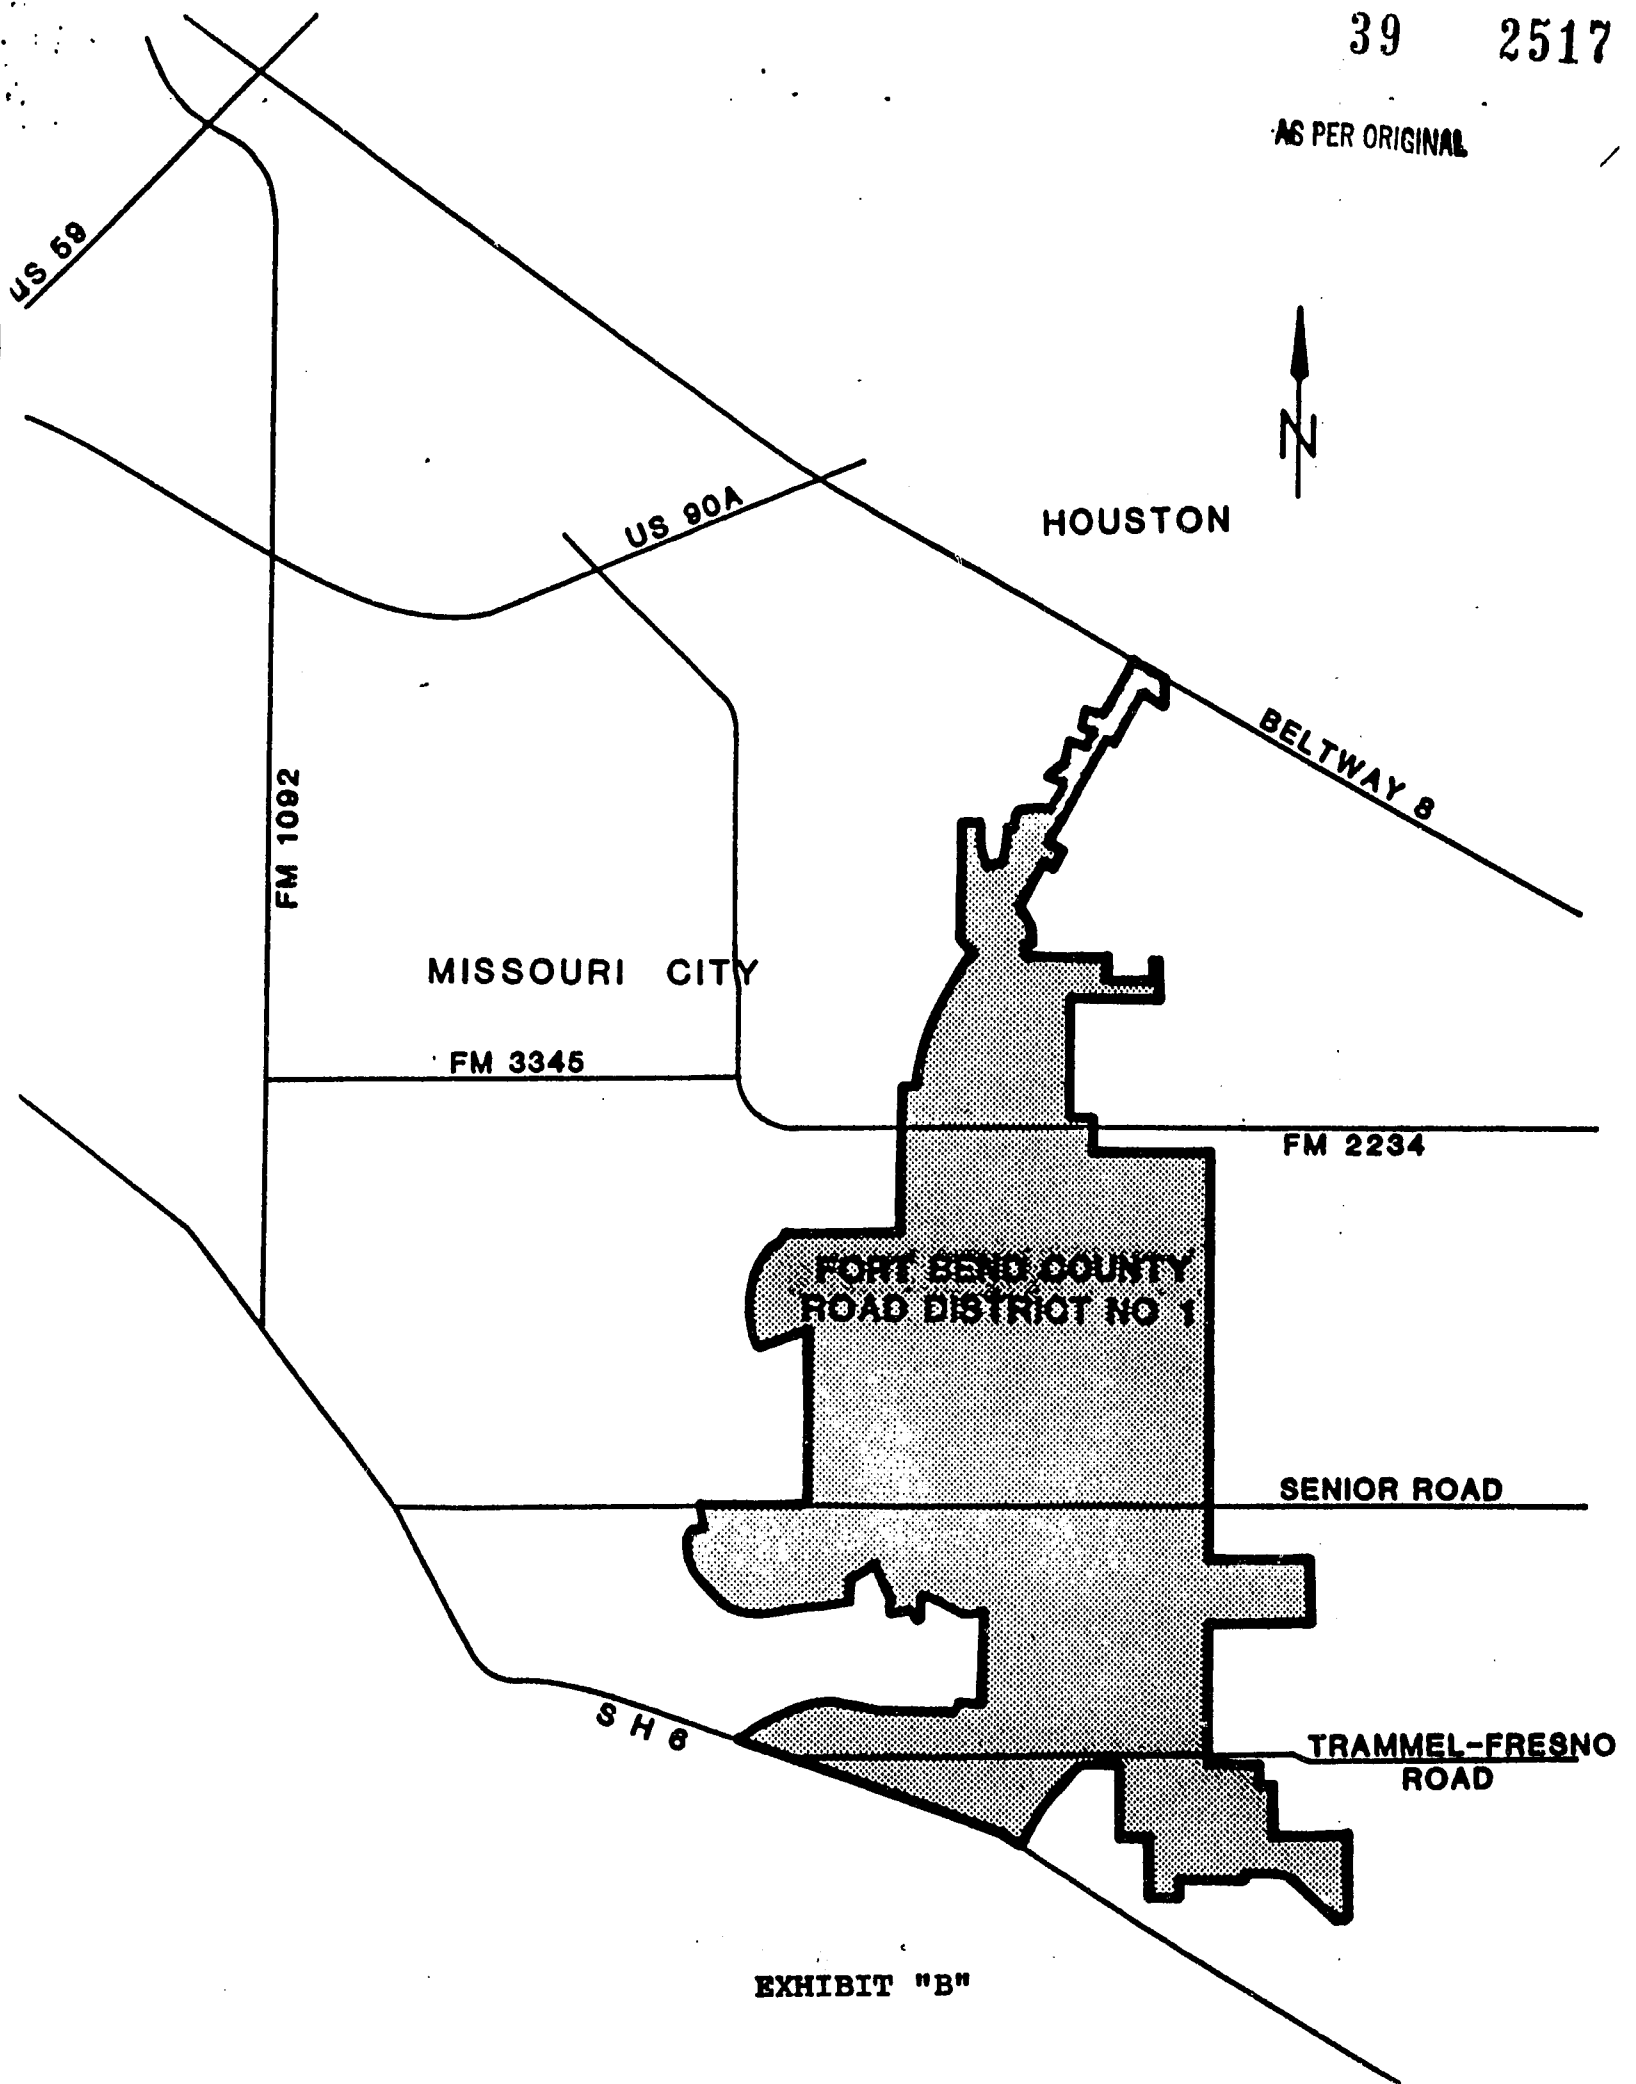 39 2517
AS PER ORIGINAL
US 59
N
HOUSTON
US 90A
BELTWAY 8
FM 1092
MISSOURI CITY
FM 3345
FM 2234
FORT BEND COUNTY
ROAD DISTRICT NO 1
SENIOR ROAD
S H 6
TRAMMEL-FRESNO
ROAD
EXHIBIT "B"